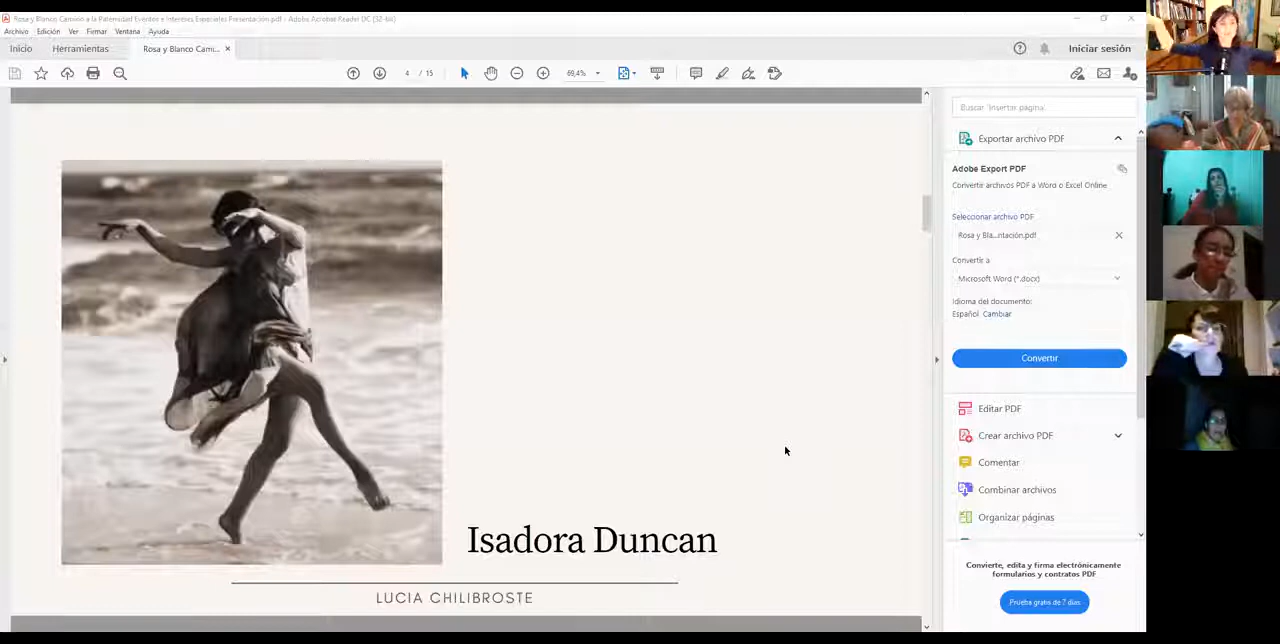 Rosa y Blanco Camino a la Paternidad Eventos e Intereses Especiales Presentación.pdf - Adobe Acrobat Reader DC (32-bit)
Archivo Edición Ver Firmar Ventana Ayuda
Inicio Herramientas Rosa y Blanco Cami... × Iniciar sesión
4 / 15 69,4%
Buscar 'Insertar página'
Exportar archivo PDF
Adobe Export PDF
Convertir archivos PDF a Word o Excel Online
Seleccionar archivo PDF
Rosa y Bla...ntación.pdf
Convertir a
Microsoft Word (*.docx)
Idioma del documento:
Español Cambiar
Convertir
Editar PDF
Crear archivo PDF
Comentar
Combinar archivos
Organizar páginas
Convierte, edita y firma electrónicamente
formularios y contratos PDF
Prueba gratis de 7 días
Isadora Duncan
LUCIA CHILIBROSTE